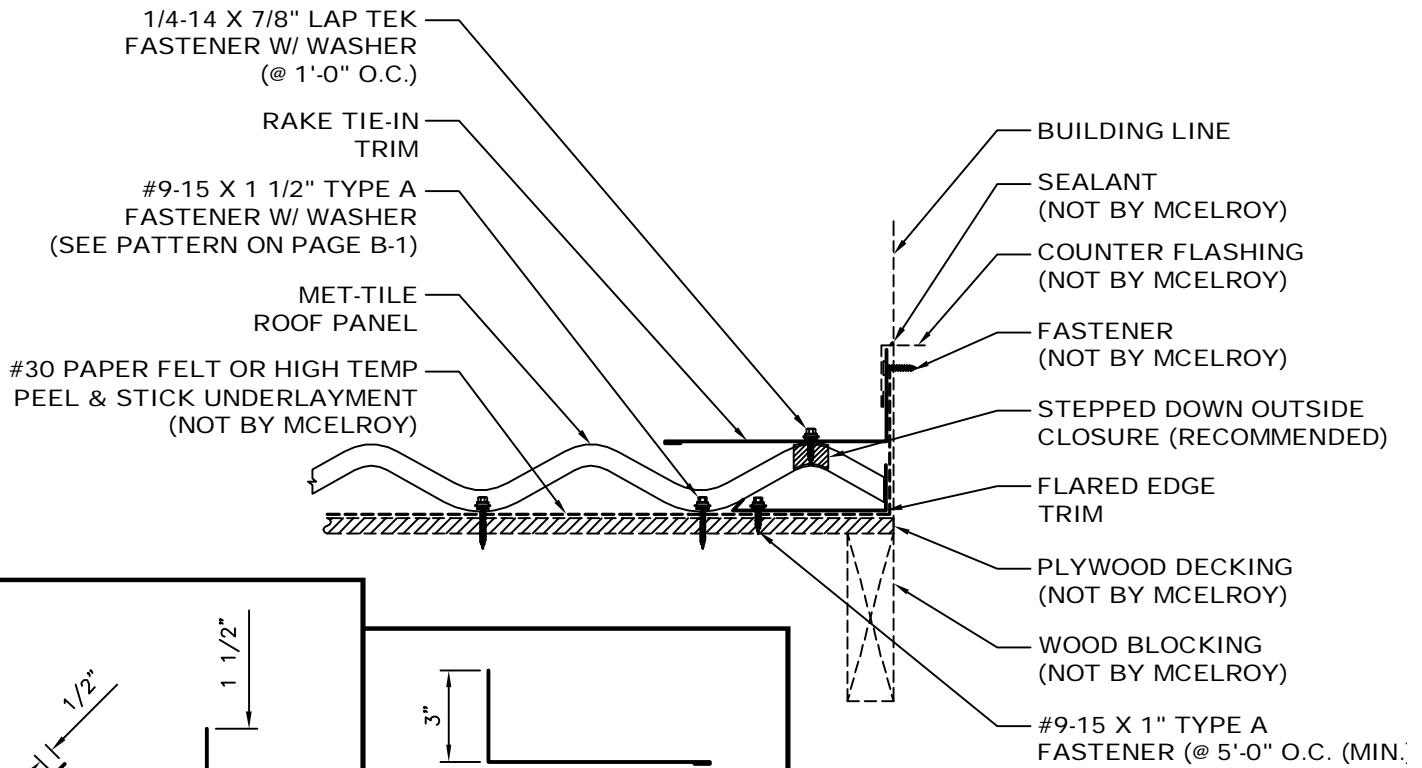 1/4-14 X 7/8" LAP TEK
FASTENER W/ WASHER
(@ 1'-0" O.C.)
RAKE TIE-IN
TRIM
#9-15 X 1 1/2" TYPE A
FASTENER W/ WASHER
(SEE PATTERN ON PAGE B-1)
MET-TILE
ROOF PANEL
#30 PAPER FELT OR HIGH TEMP
PEEL & STICK UNDERLAYMENT
(NOT BY MCELROY)
BUILDING LINE
SEALANT
(NOT BY MCELROY)
COUNTER FLASHING
(NOT BY MCELROY)
FASTENER
(NOT BY MCELROY)
STEPPED DOWN OUTSIDE
CLOSURE (RECOMMENDED)
FLARED EDGE
TRIM
PLYWOOD DECKING
(NOT BY MCELROY)
WOOD BLOCKING
(NOT BY MCELROY)
#9-15 X 1" TYPE A
FASTENER (@ 5'-0" O.C. (MIN.)
1/2"
1 1/2"
3"